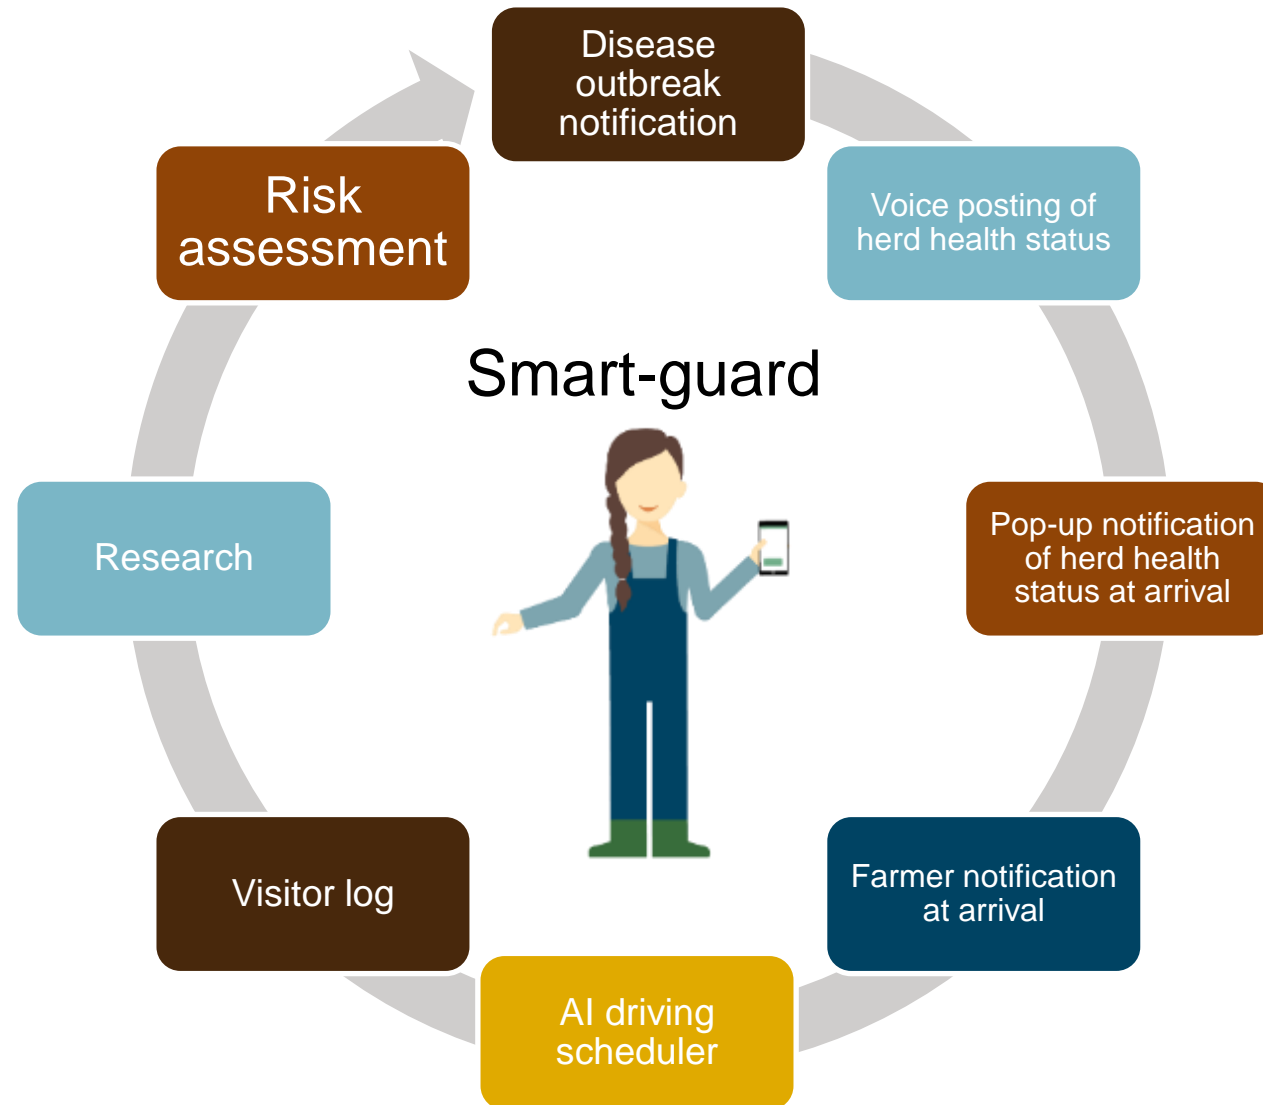 Disease
outbreak
notification
Voice posting of
herd health status
Pop-up notification
of herd health
status at arrival
Farmer notification
at arrival
AI driving
scheduler
Visitor log
Research
Risk
assessment
Smart-guard